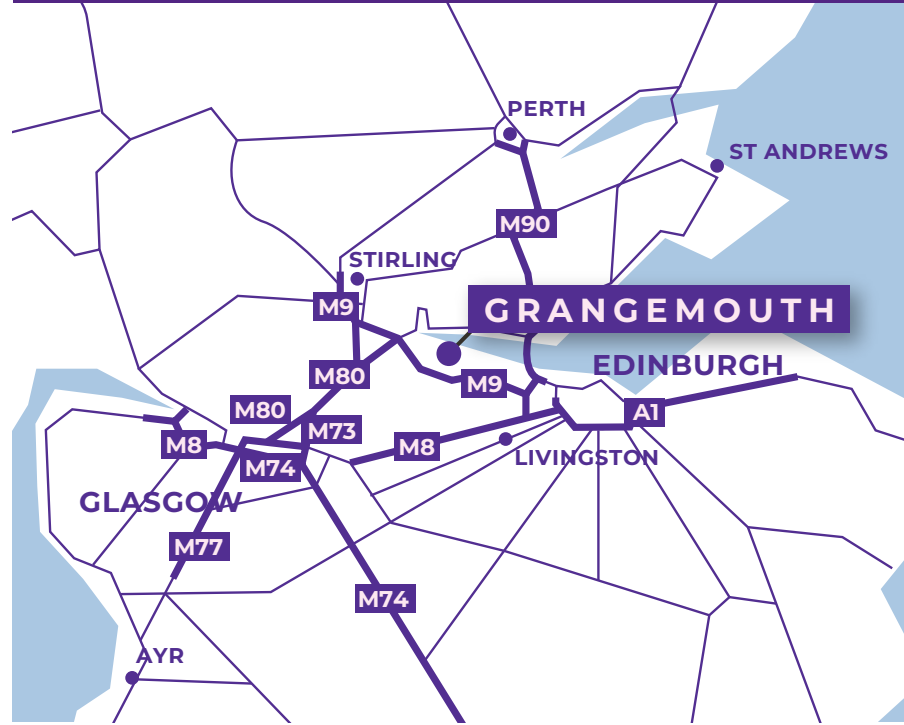 PERTH
ST ANDREWS
M90
STIRLING
M9
GRANGEMOUTH
EDINBURGH
M80
M9
M80
A1
M73
M8
M8
LIVINGSTON
M74
GLASGOW
M77
M74
AYR